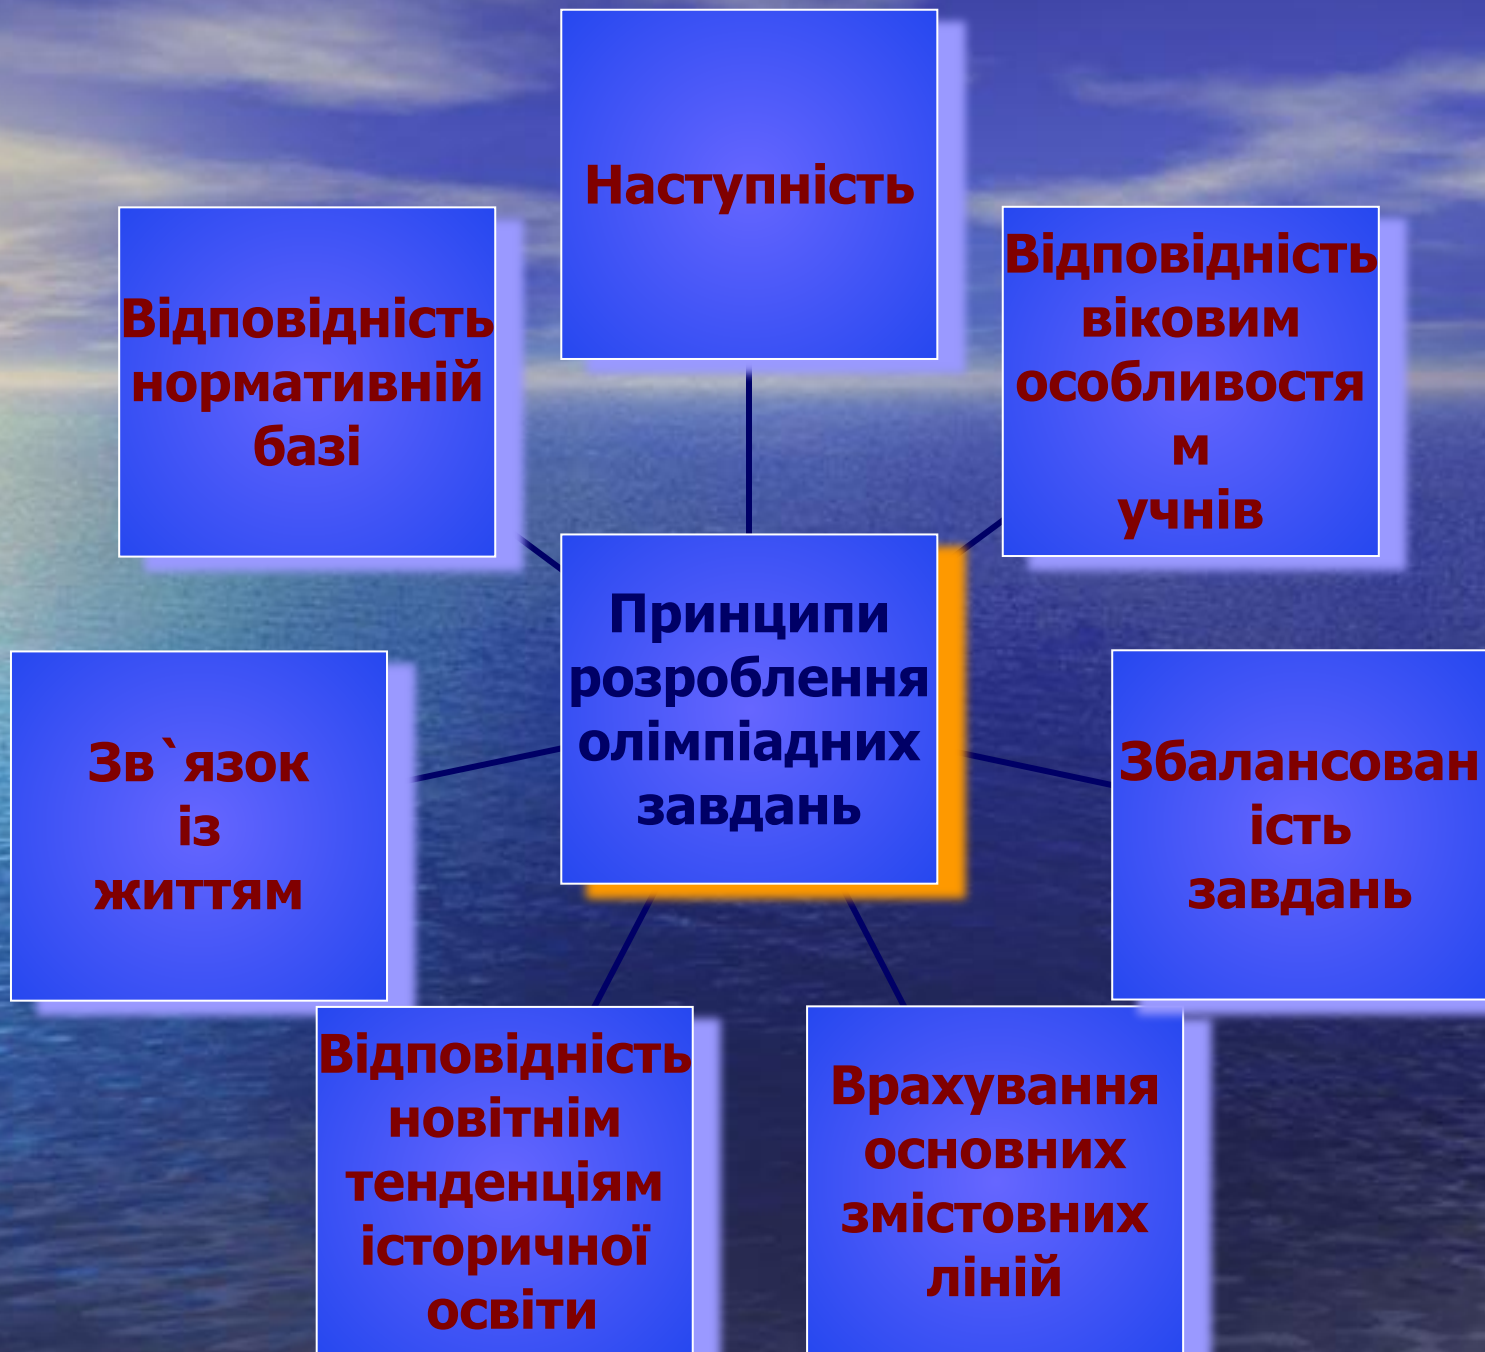 Наступність
Відповідність
нормативній
базі
Відповідність
віковим
особливостя
м
учнів
Принципи
розроблення
олімпіадних
завдань
Зв`язок
із
життям
Збалансован
ість
завдань
Відповідність
новітнім
тенденціям
історичної
освіти
Врахування
основних
змістовних
ліній